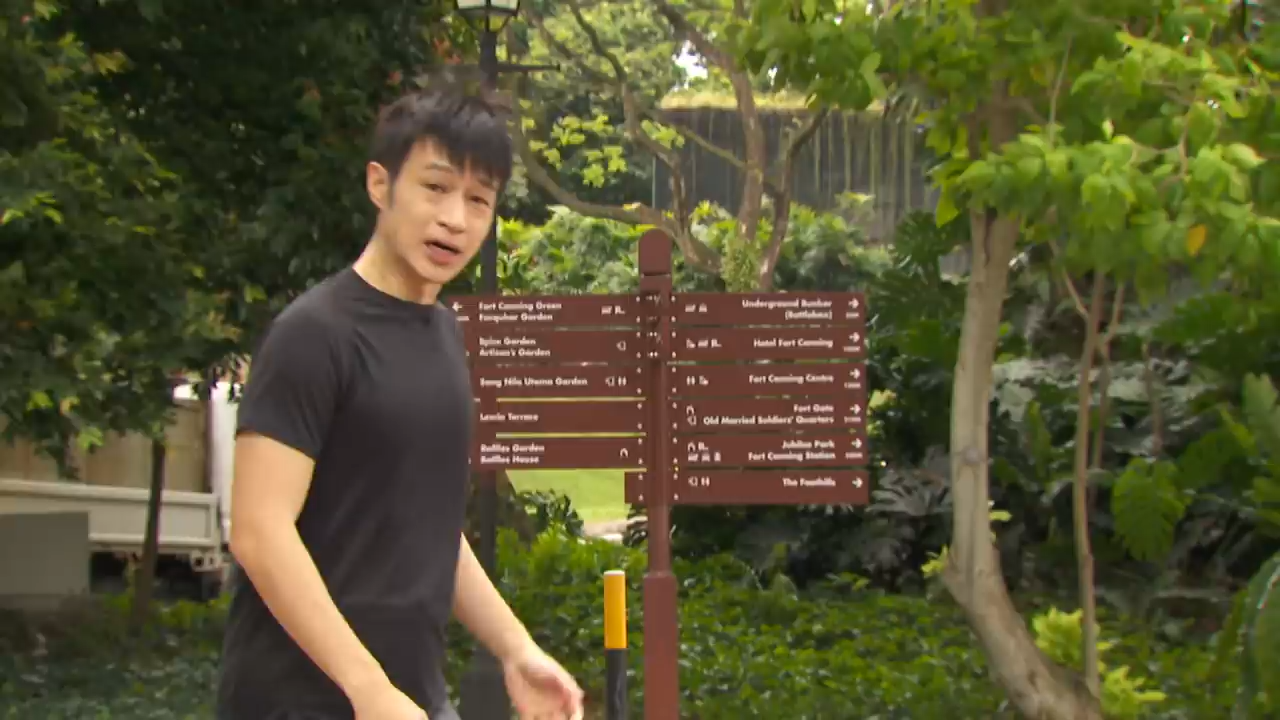 Fort Canning Green
Farquhar Garden
Spice Garden
Artisan's Garden
Sang Nila Utama Garden
Lewin Terrace
Raffles Garden
Raffles House
Underground Bunker
(Battlebox)
Hotel Fort Canning
Fort Canning Centre
Fort Gate
Old Married Soldiers' Quarters
Jubilee Park
Fort Canning Station
The Foothills